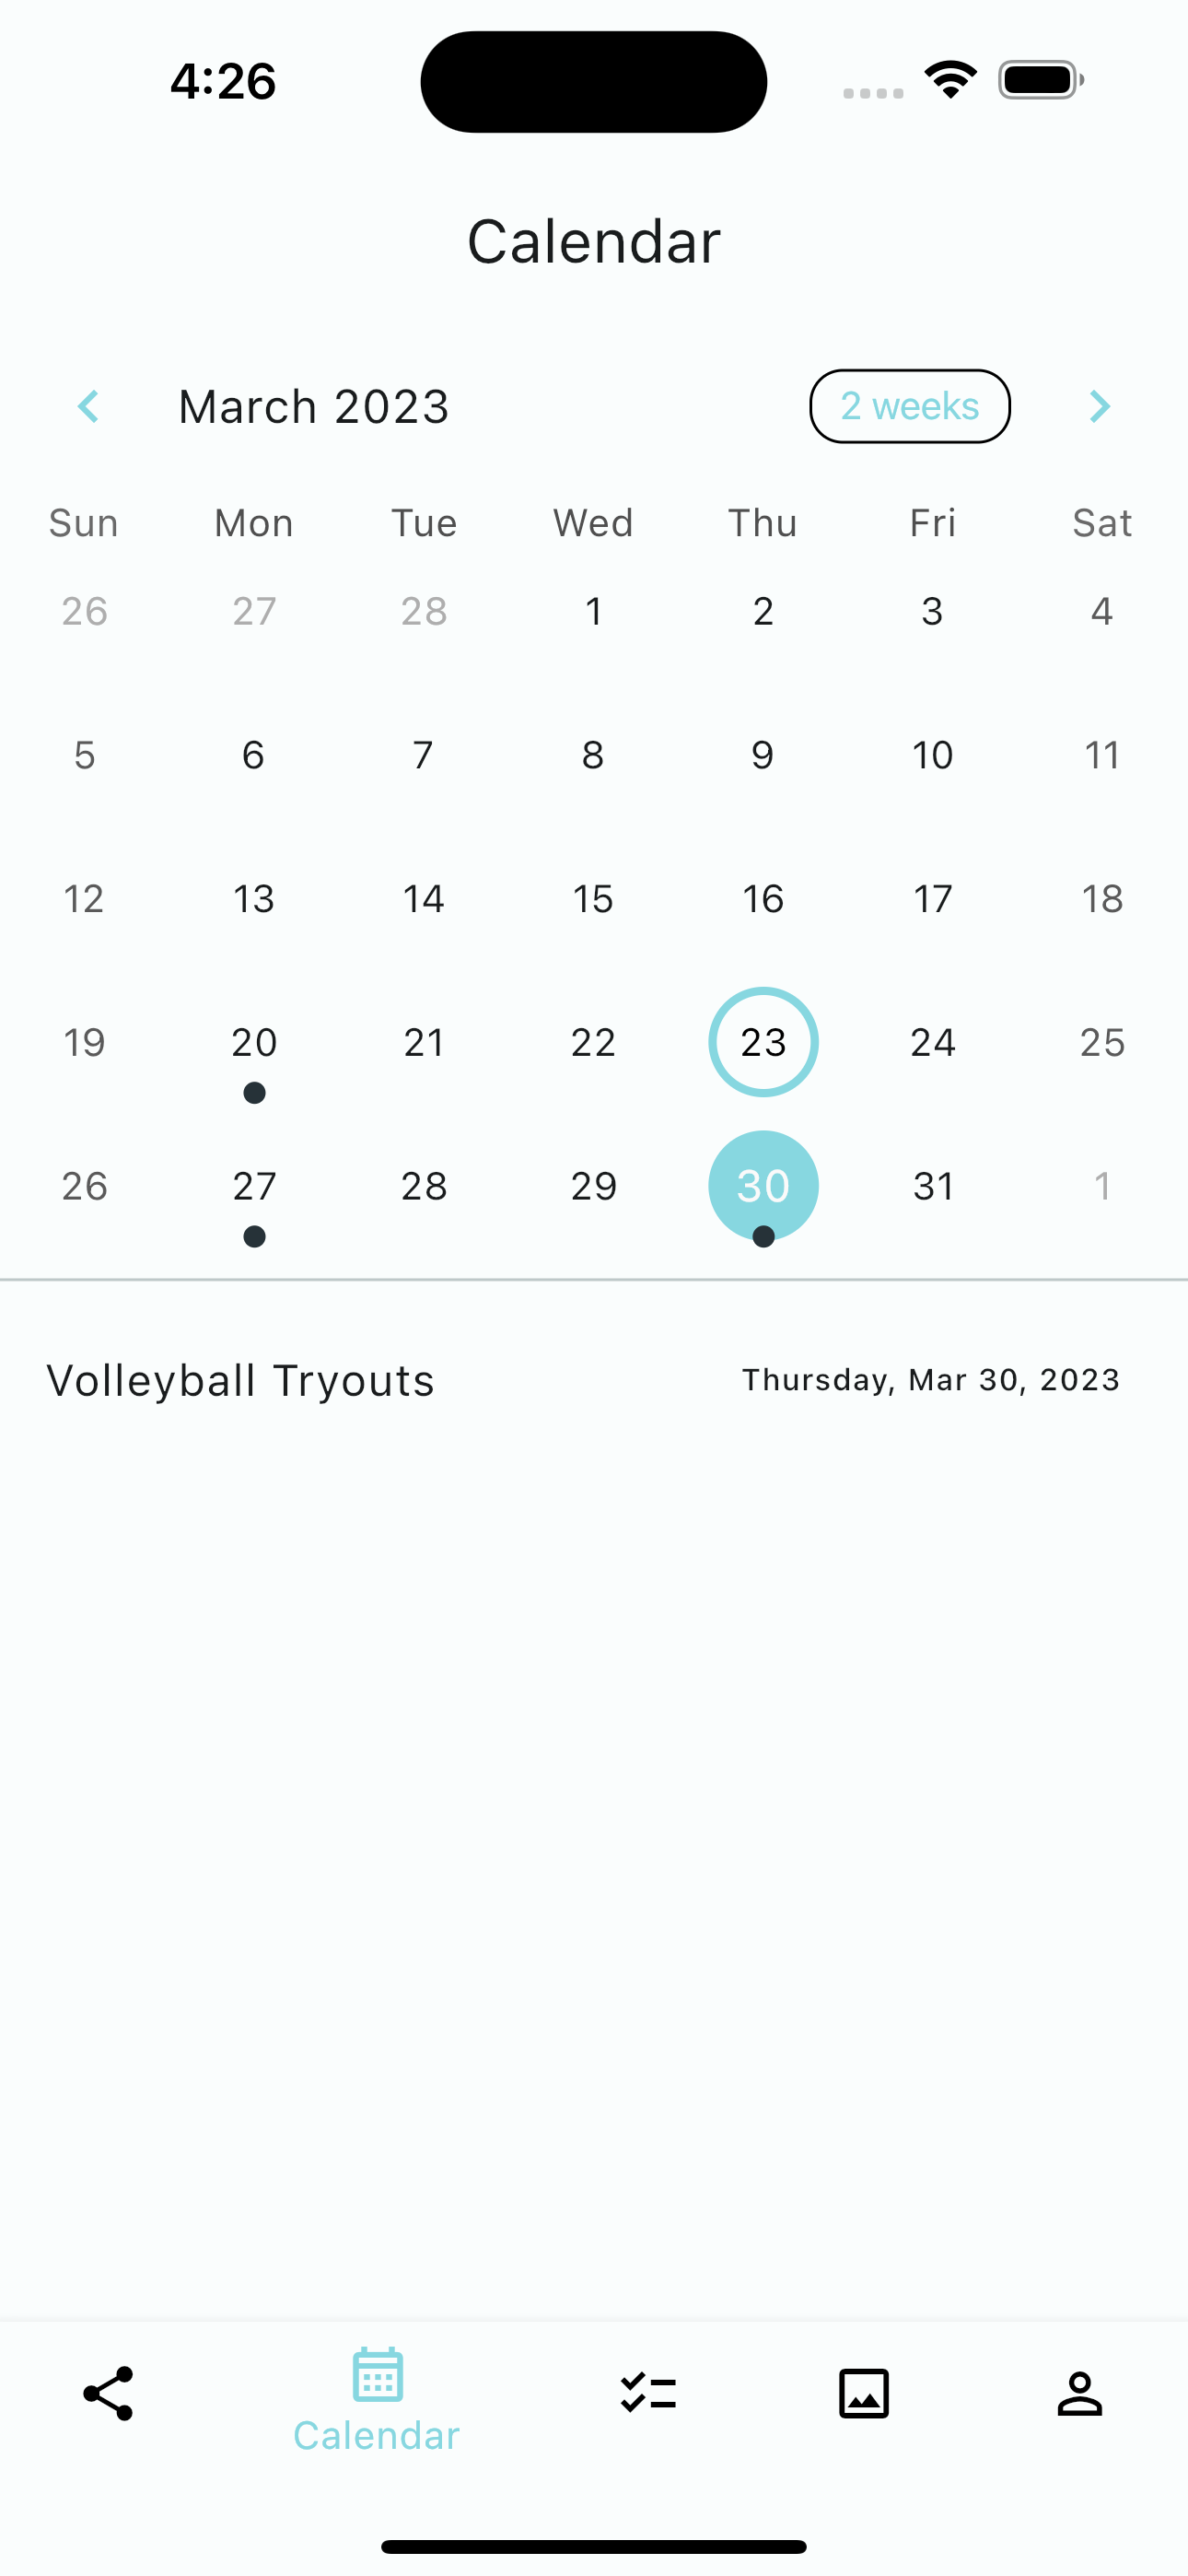 4:26
Calendar
March 2023 2 weeks
Sun Mon Tue Wed Thu Fri Sat
26 27 28 1 2 3 4
5 6 7 8 9 10 11
12 13 14 15 16 17 18
19 20 21 22 23 24 25
26 27 28 29 30 31 1
Volleyball Tryouts Thursday, Mar 30, 2023
Calendar